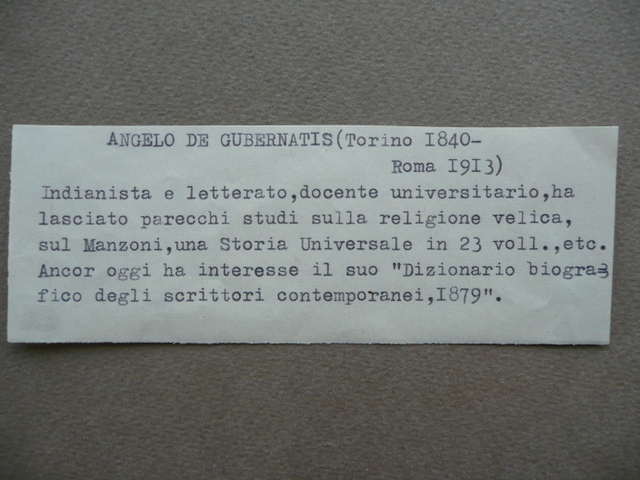 ANGELO DE GUBERNATIS(Torino I840-
Roma I9I3)
Indianista e letterato,docente universitario,ha
lasciato parecchi studi sulla religione velica,
sul Manzoni,una Storia Universale in 23 voll.,etc.
Ancor oggi ha interesse il suo "Dizionario biogra=
fico degli scrittori contemporanei,I879".